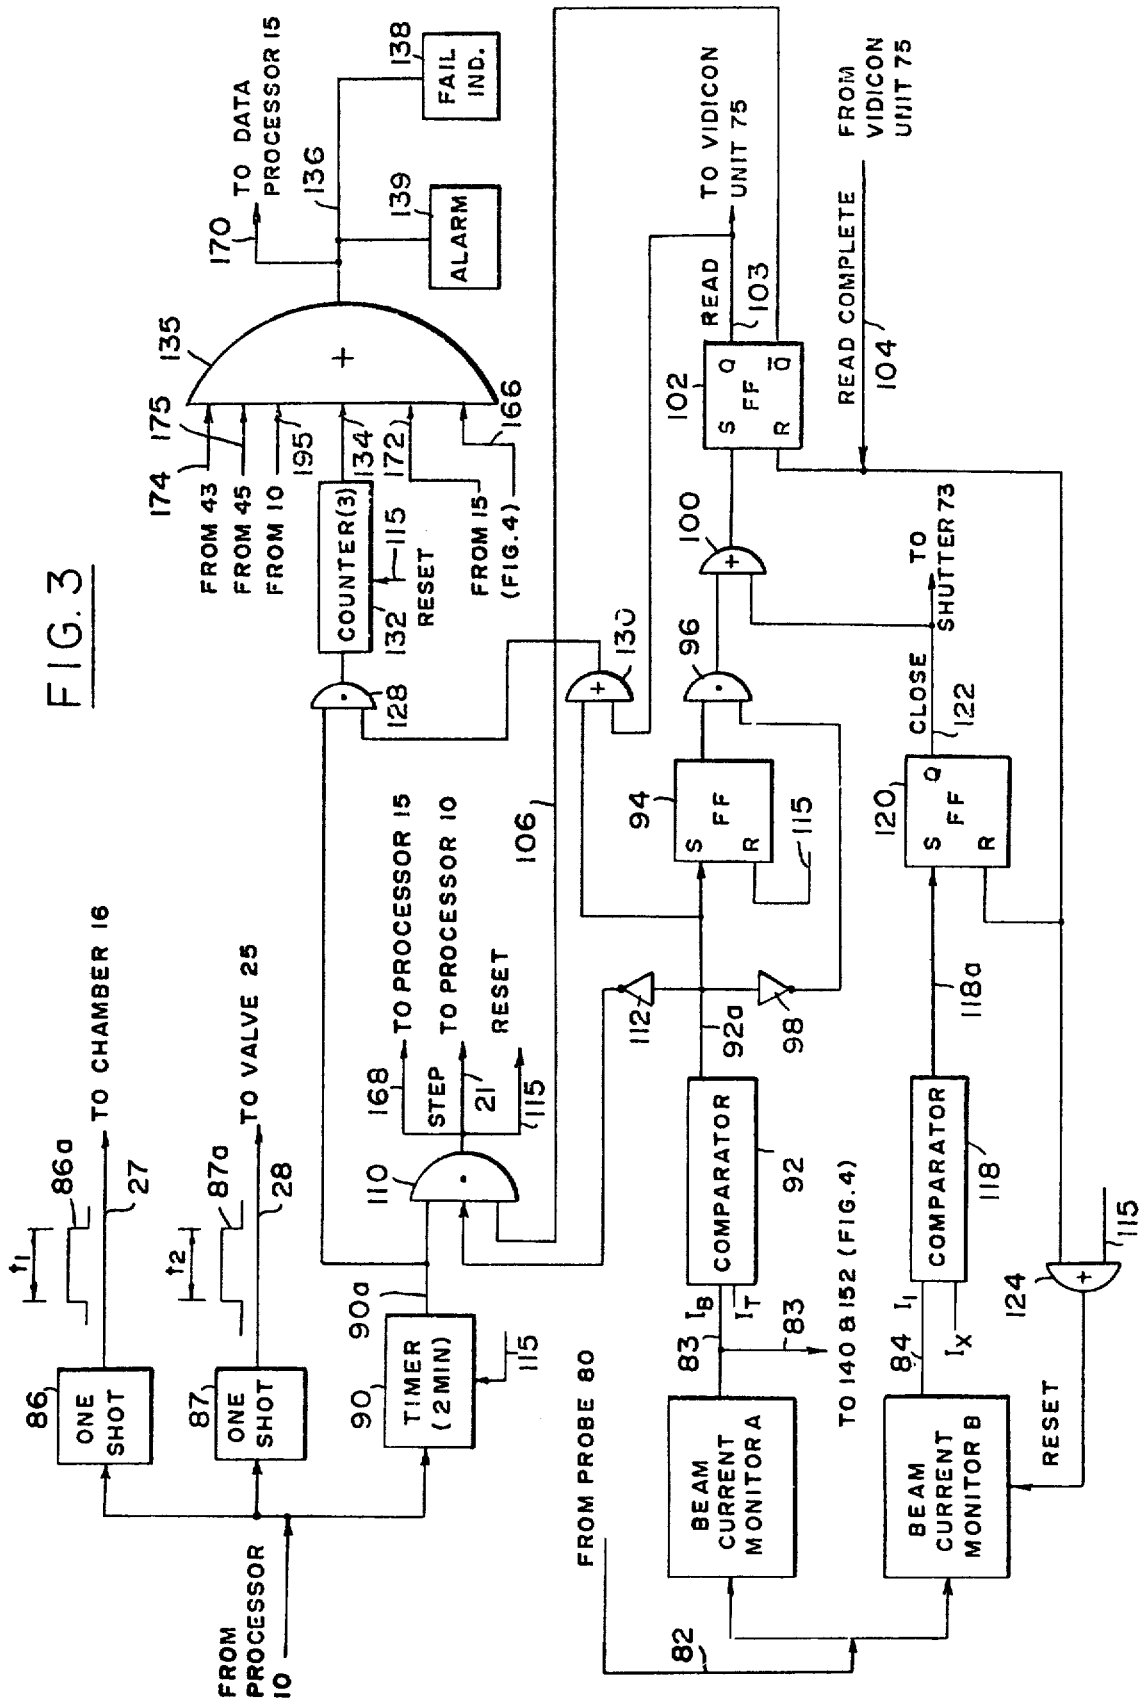 FIG. 3
FROM
PROCESSOR
10
86
ONE
SHOT
t1
86a
27
TO CHAMBER 16
87
ONE
SHOT
t2
87a
28
TO VALVE 25
90
TIMER
(2 MIN)
90a
115
110
168
TO PROCESSOR 15
STEP
21
TO PROCESSOR 10
115
RESET
106
128
132
COUNTER(3)
115
RESET
134
174
FROM 43
175
FROM 45
FROM 10
195
172
FROM 15
(FIG. 4)
166
135
+
170
TO DATA
PROCESSOR 15
136
139
ALARM
138
FAIL
IND.
FROM PROBE 80
82
BEAM
CURRENT
MONITOR A
83
IB
IT
83
TO 140 & 152 (FIG. 4)
COMPARATOR
92
92a
112
98
94
S
FF
R
115
130
+
96
100
+
102
S
Q
FF
R
Q̅
READ
103
TO VIDICON
UNIT 75
READ COMPLETE
104
FROM
VIDICON
UNIT 75
BEAM
CURRENT
MONITOR B
84
I1
IX
COMPARATOR
118
118a
120
S
Q
FF
R
CLOSE
122
TO
SHUTTER 73
RESET
124
+
115